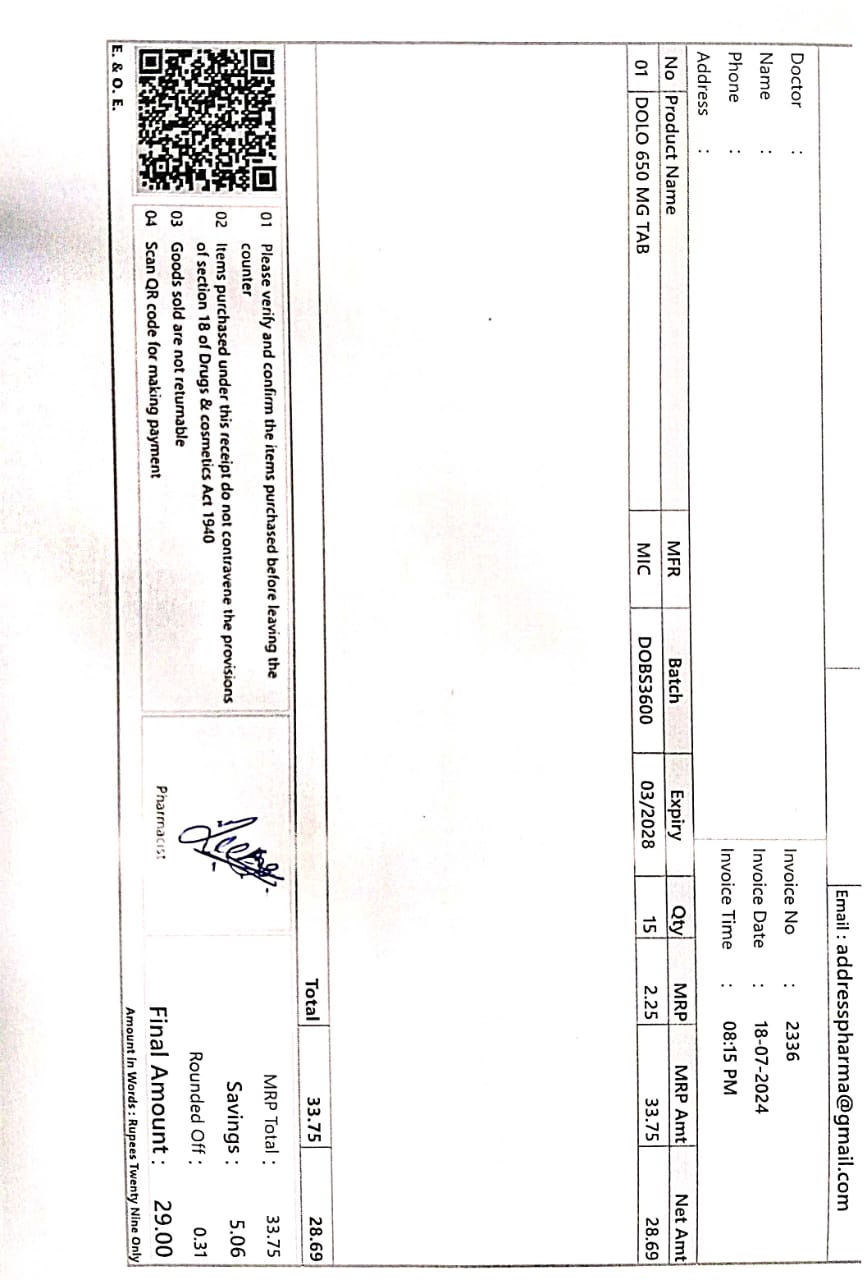 Email : addresspharma@gmail.com
Doctor :
Name :
Phone :
Address :
Invoice No : 2336
Invoice Date : 18-07-2024
Invoice Time : 08:15 PM
No Product Name MFR Batch Expiry Qty MRP MRP Amt Net Amt
01 DOLO 650 MG TAB MIC DOBS3600 03/2028 15 2.25 33.75 28.69
Total 33.75 28.69
01 Please verify and confirm the items purchased before leaving the
counter
02 Items purchased under this receipt do not contravene the provisions
of section 18 of Drugs & cosmetics Act 1940
03 Goods sold are not returnable
04 Scan QR code for making payment
Pharmacist
MRP Total : 33.75
Savings : 5.06
Rounded Off : 0.31
Final Amount : 29.00
Amount in Words : Rupees Twenty Nine Only
E. & O. E.